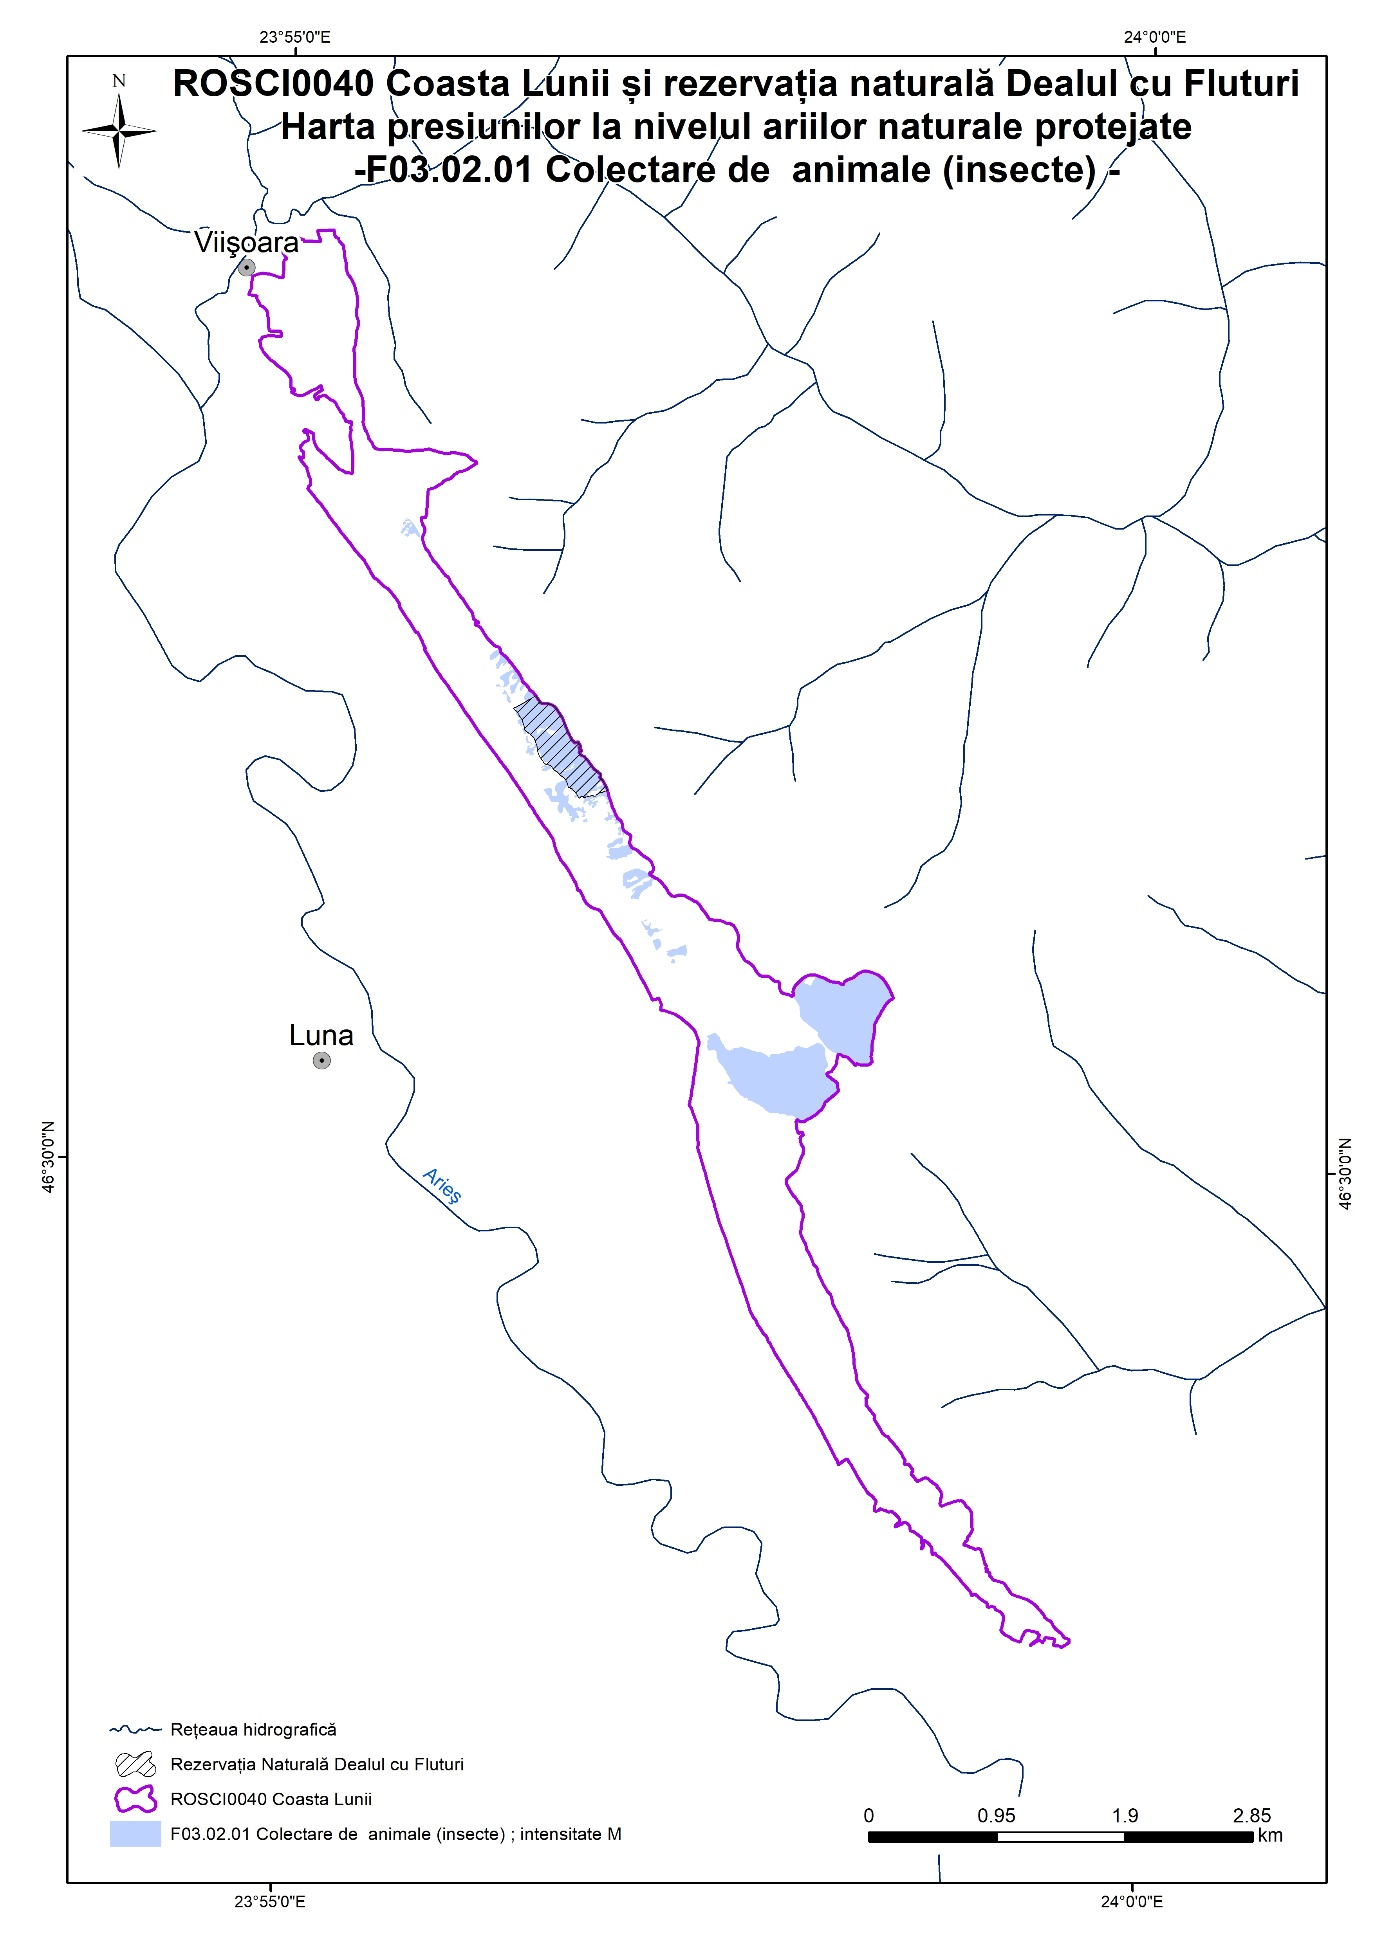 23°55'0"E
24°0'0"E
N
ROSCI0040 Coasta Lunii și rezervația naturală Dealul cu Fluturi
Harta presiunilor la nivelul ariilor naturale protejate
-F03.02.01 Colectare de  animale (insecte) -
Viişoara
Luna
46°30'0"N
46°30'0"N
Arieş
Rețeaua hidrografică
Rezervația Naturală Dealul cu Fluturi
ROSCI0040 Coasta Lunii
F03.02.01 Colectare de  animale (insecte) ; intensitate M
0 0.95 1.9 2.85
km
23°55'0"E
24°0'0"E